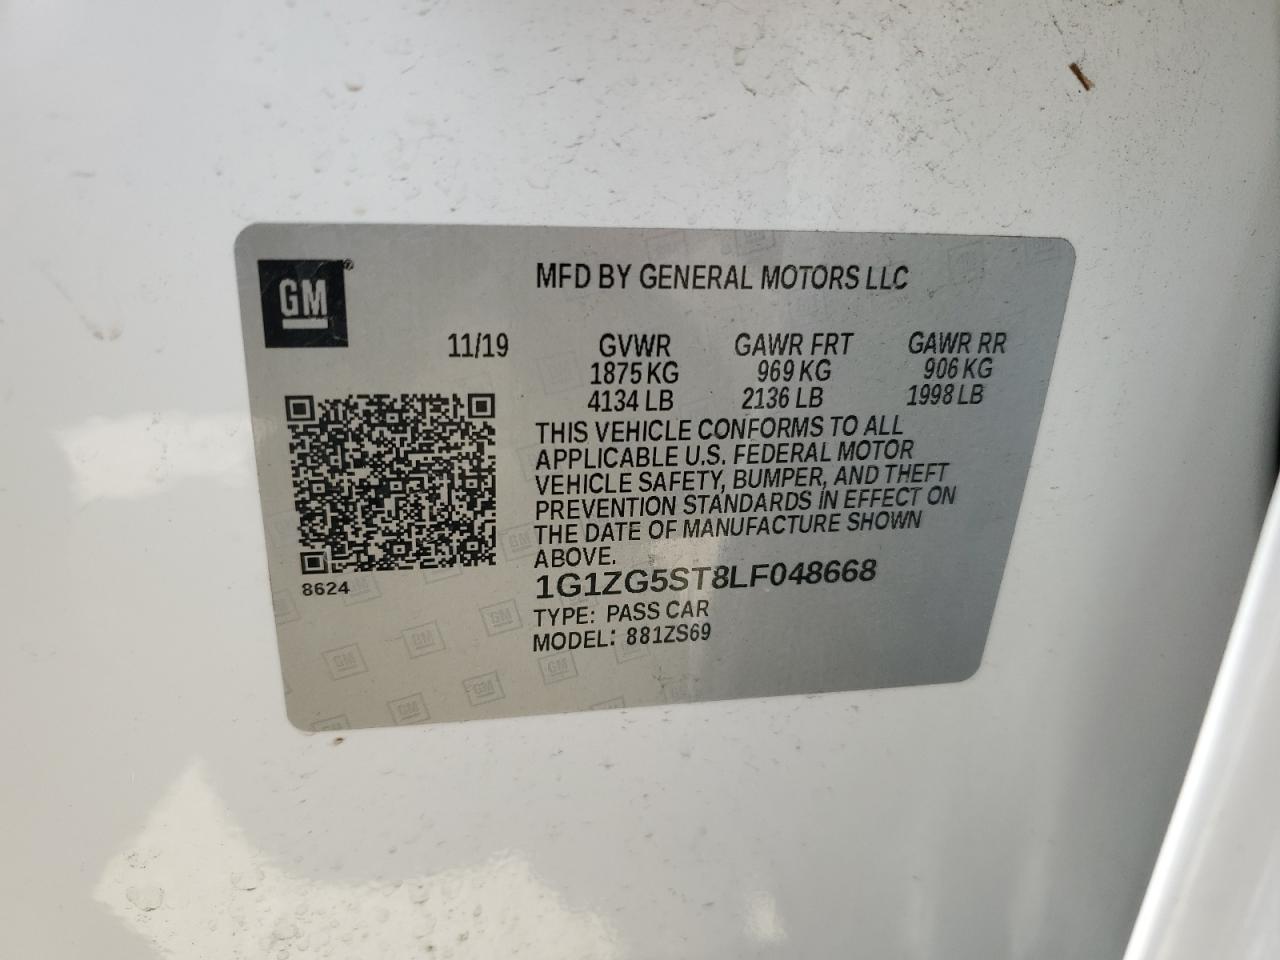 GM®
MFD BY GENERAL MOTORS LLC
11/19 GVWR GAWR FRT GAWR RR
1875 KG 969 KG 906 KG
4134 LB 2136 LB 1998 LB
THIS VEHICLE CONFORMS TO ALL
APPLICABLE U.S. FEDERAL MOTOR
VEHICLE SAFETY, BUMPER, AND THEFT
PREVENTION STANDARDS IN EFFECT ON
THE DATE OF MANUFACTURE SHOWN
ABOVE.
8624
1G1ZG5ST8LF048668
TYPE: PASS CAR
MODEL: 881ZS69